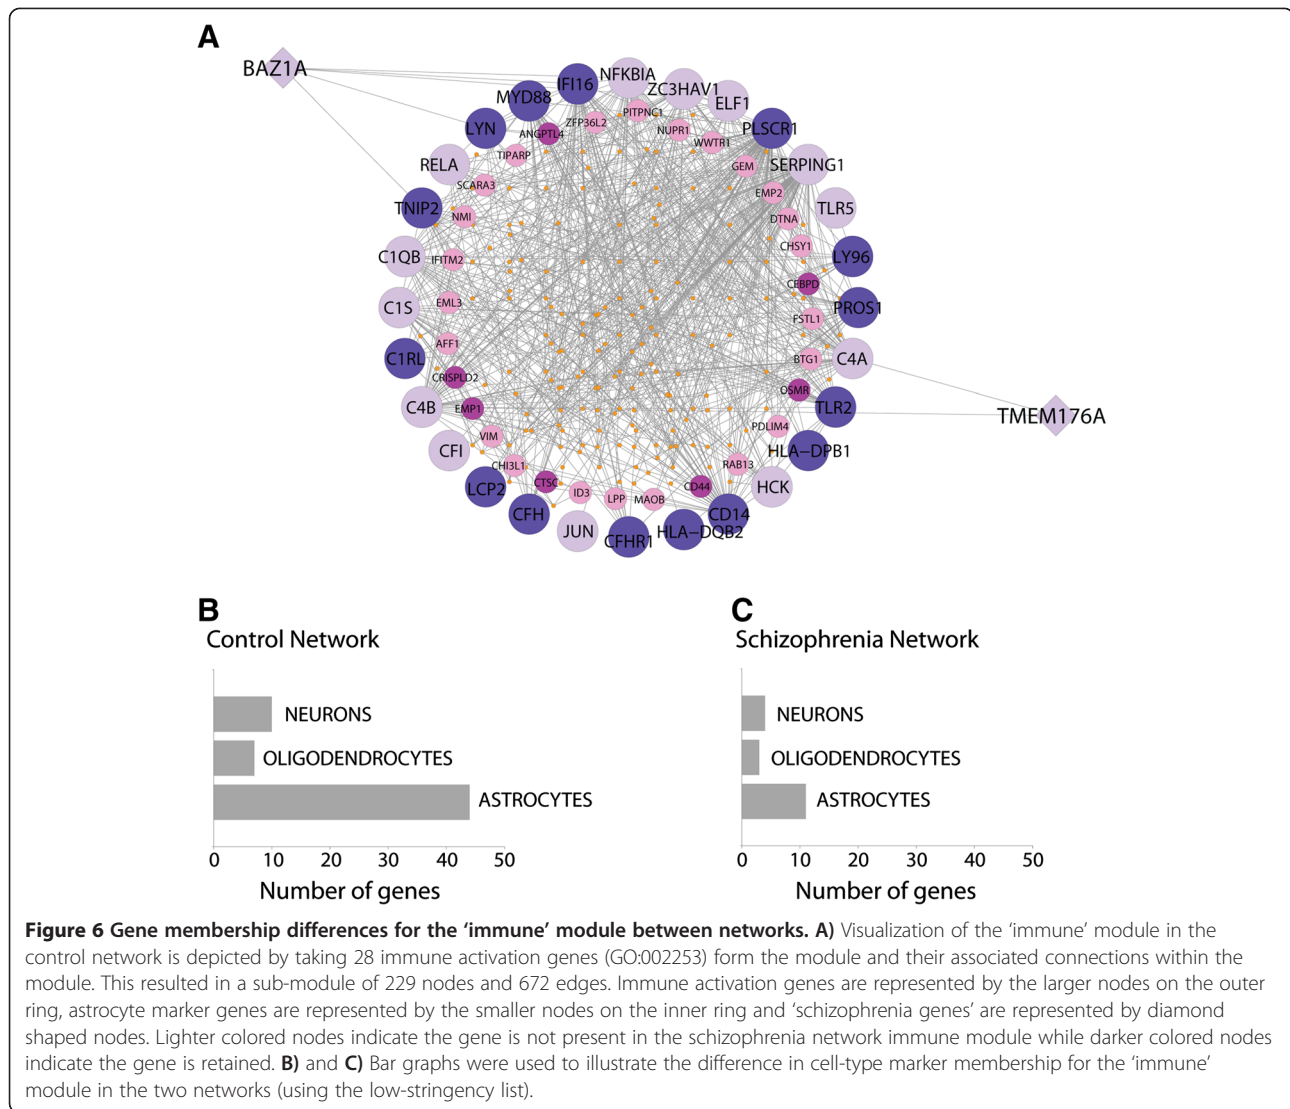 A
BAZ1A
IFI16
NFKBIA
ZC3HAV1
ELF1
PLSCR1
SERPING1
TLR5
LY96
PROS1
C4A
TLR2
HLA−DPB1
HCK
CD14
HLA−DQB2
CFHR1
JUN
CFH
LCP2
CFI
C4B
C1RL
C1S
C1QB
TNIP2
RELA
LYN
MYD88
TMEM176A
ANGPTL4
ZFP36L2
PITPNC1
NUPR1
WWTR1
GEM
EMP2
DTNA
CHSY1
CEBPD
FSTL1
BTG1
OSMR
PDLIM4
RAB13
CD44
MAOB
LPP
ID3
CTSC
CHI3L1
VIM
EMP1
CRISPLD2
AFF1
EML3
IFITM2
NMI
SCARA3
TIPARP
B
Control Network
NEURONS
OLIGODENDROCYTES
ASTROCYTES
0 10 20 30 40 50
Number of genes
C
Schizophrenia Network
NEURONS
OLIGODENDROCYTES
ASTROCYTES
0 10 20 30 40 50
Number of genes
Figure 6 Gene membership differences for the ‘immune’ module between networks. A) Visualization of the ‘immune’ module in the
control network is depicted by taking 28 immune activation genes (GO:002253) form the module and their associated connections within the
module. This resulted in a sub-module of 229 nodes and 672 edges. Immune activation genes are represented by the larger nodes on the outer
ring, astrocyte marker genes are represented by the smaller nodes on the inner ring and ‘schizophrenia genes’ are represented by diamond
shaped nodes. Lighter colored nodes indicate the gene is not present in the schizophrenia network immune module while darker colored nodes
indicate the gene is retained. B) and C) Bar graphs were used to illustrate the difference in cell-type marker membership for the ‘immune’
module in the two networks (using the low-stringency list).